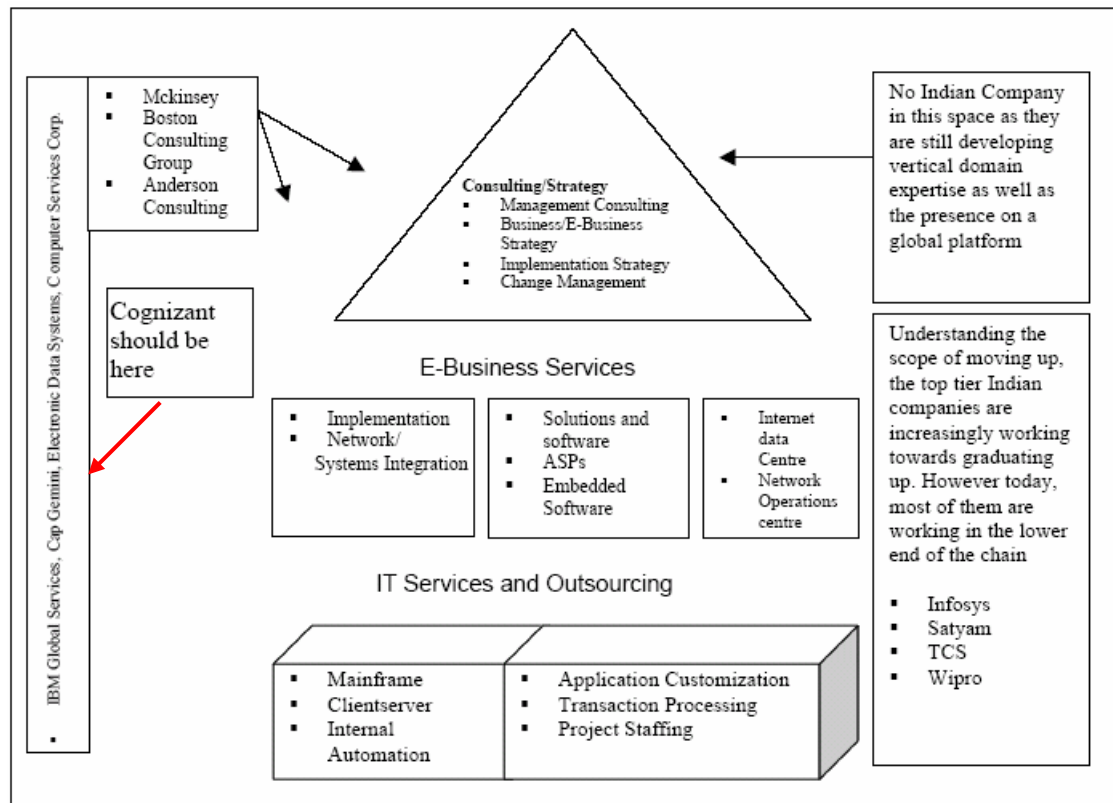 ▪ IBM Global Services, Cap Gemini, Electronic Data Systems, C omputer Services Corp.
▪ Mckinsey
▪ Boston
Consulting
Group
▪ Anderson
Consulting
Cognizant
should be
here
Consulting/Strategy
▪ Management Consulting
▪ Business/E-Business
Strategy
▪ Implementation Strategy
▪ Change Management
No Indian Company
in this space as they
are still developing
vertical domain
expertise as well as
the presence on a
global platform
E-Business Services
▪ Implementation
▪ Network/
Systems Integration
▪ Solutions and
software
▪ ASPs
▪ Embedded
Software
▪ Internet
data
Centre
▪ Network
Operations
centre
IT Services and Outsourcing
▪ Mainframe
▪ Clientserver
▪ Internal
Automation
▪ Application Customization
▪ Transaction Processing
▪ Project Staffing
Understanding the
scope of moving up,
the top tier Indian
companies are
increasingly working
towards graduating
up. However today,
most of them are
working in the lower
end of the chain
▪ Infosys
▪ Satyam
▪ TCS
▪ Wipro